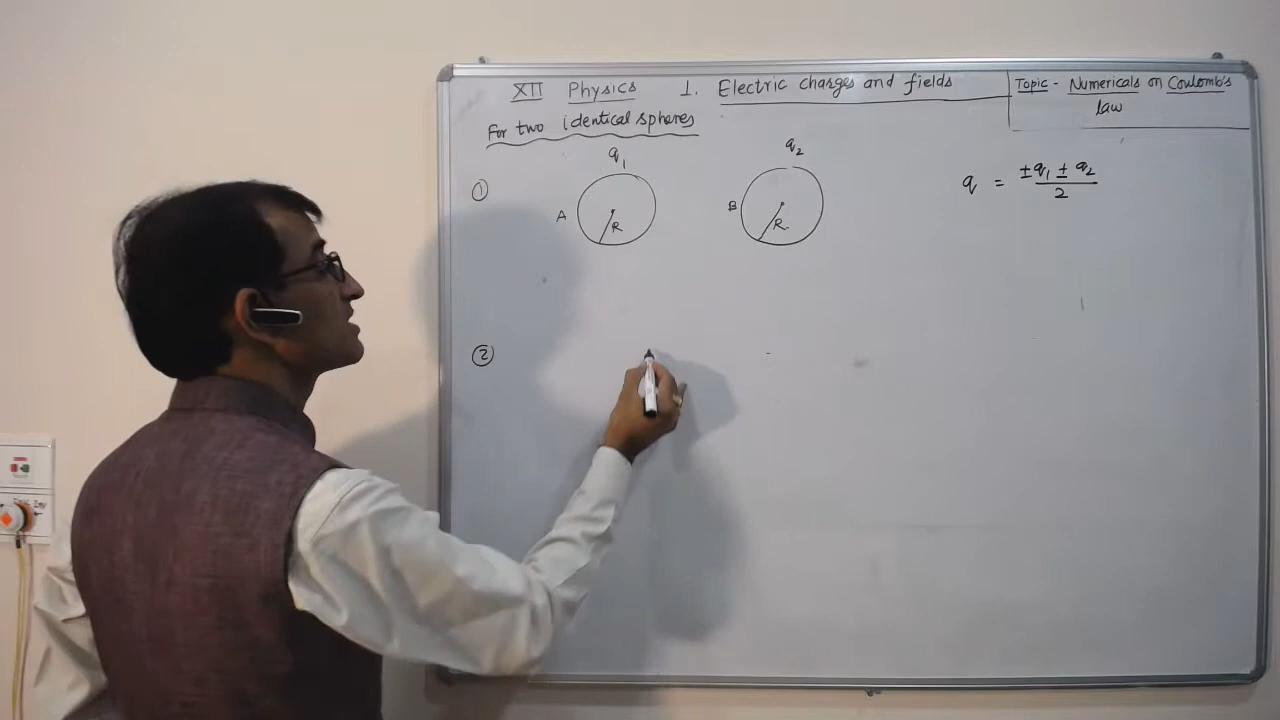 XII Physics 1. Electric charges and fields
Topic - Numericals on Coulomb's
law
For two identical spheres
① q₁ q₂
A R B R
q = ±q₁ ± q₂ / 2
②